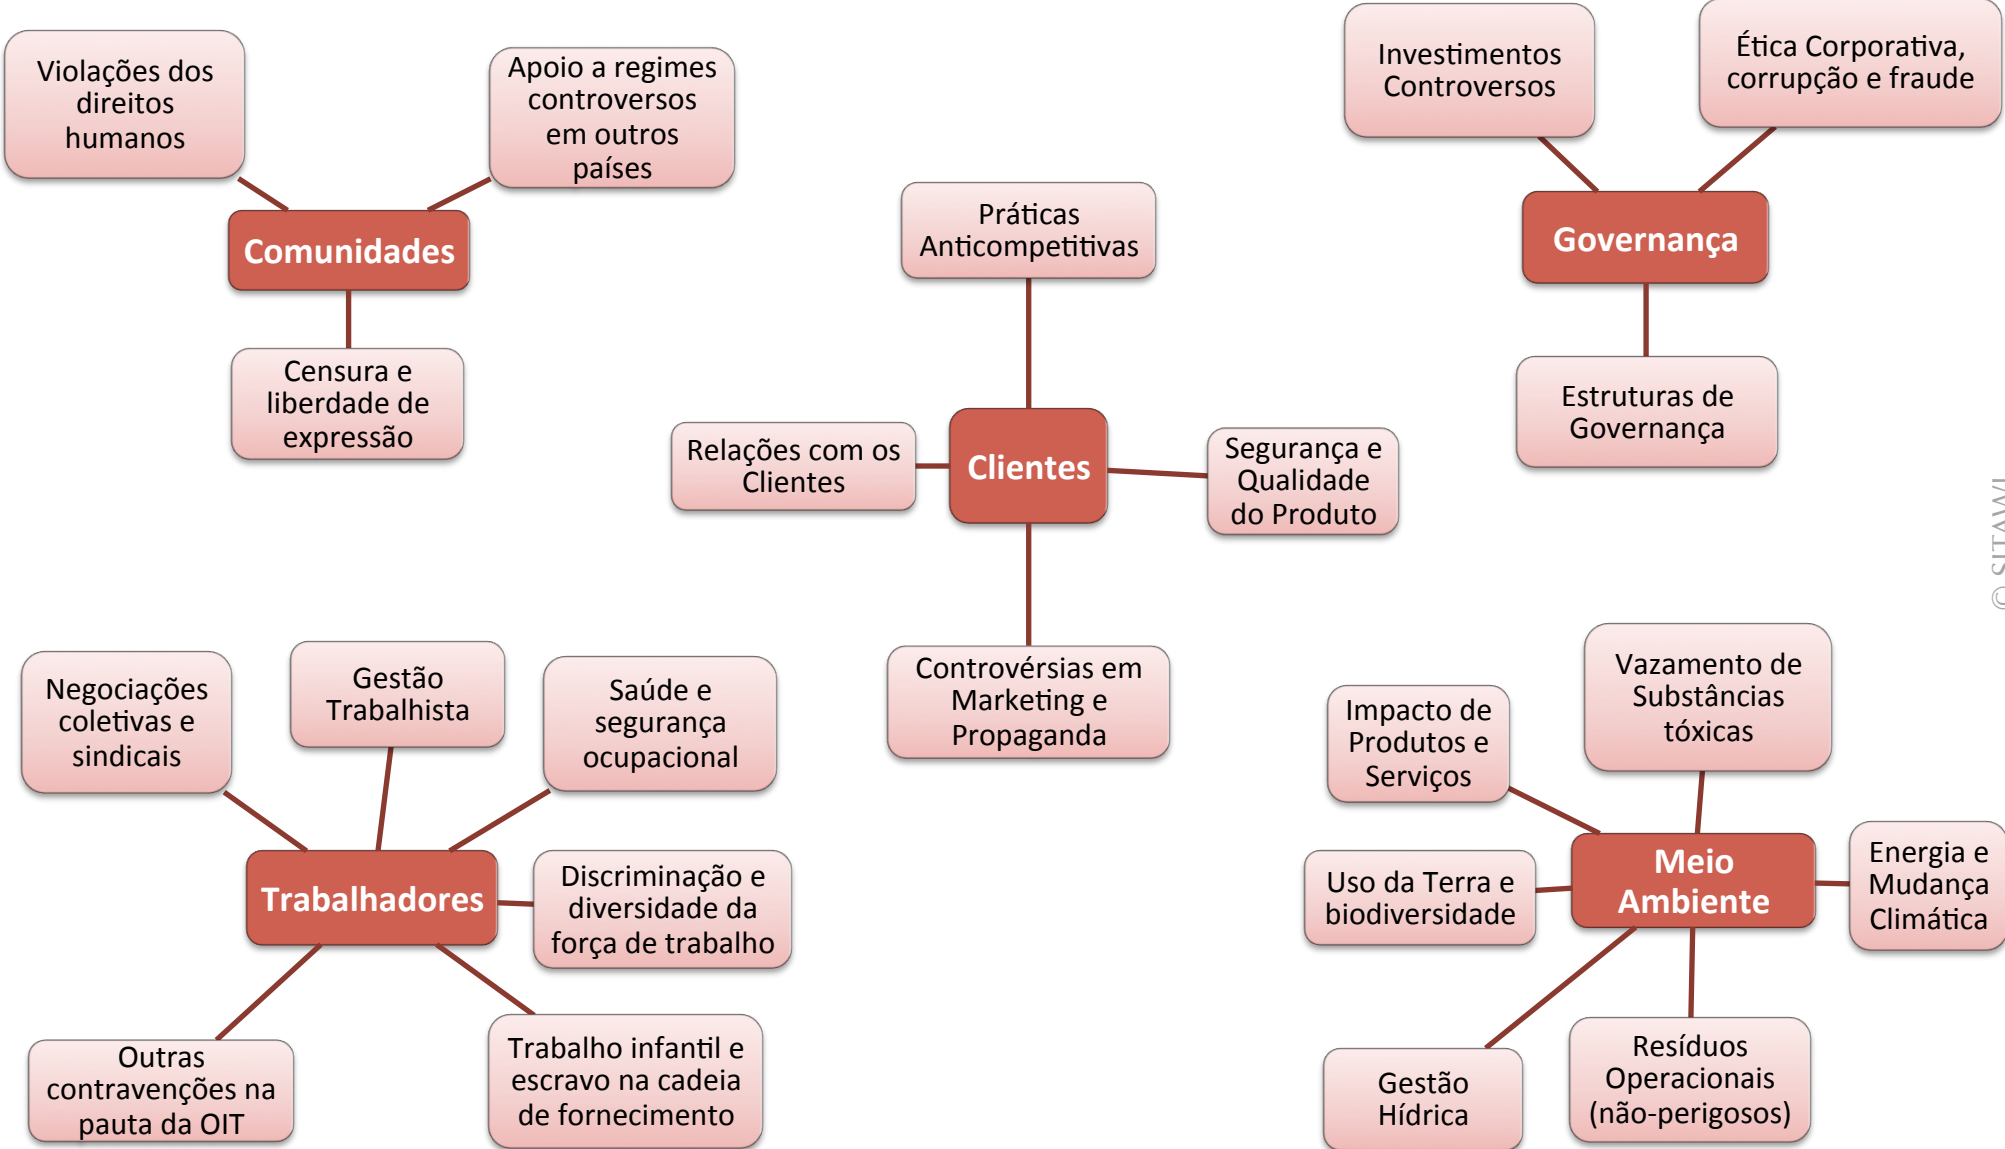 Violações dos
direitos
humanos
Apoio a regimes
controversos
em outros
países
Comunidades
Censura e
liberdade de
expressão
Práticas
Anticompetitivas
Relações com os
Clientes
Clientes
Segurança e
Qualidade
do Produto
Controvérsias em
Marketing e
Propaganda
Investimentos
Controversos
Ética Corporativa,
corrupção e fraude
Governança
Estruturas de
Governança
© SITAWI
Negociações
coletivas e
sindicais
Gestão
Trabalhista
Saúde e
segurança
ocupacional
Trabalhadores
Discriminação e
diversidade da
força de trabalho
Outras
contravenções na
pauta da OIT
Trabalho infantil e
escravo na cadeia
de fornecimento
Impacto de
Produtos e
Serviços
Vazamento de
Substâncias
tóxicas
Uso da Terra e
biodiversidade
Meio
Ambiente
Energia e
Mudança
Climática
Gestão
Hídrica
Resíduos
Operacionais
(não-perigosos)